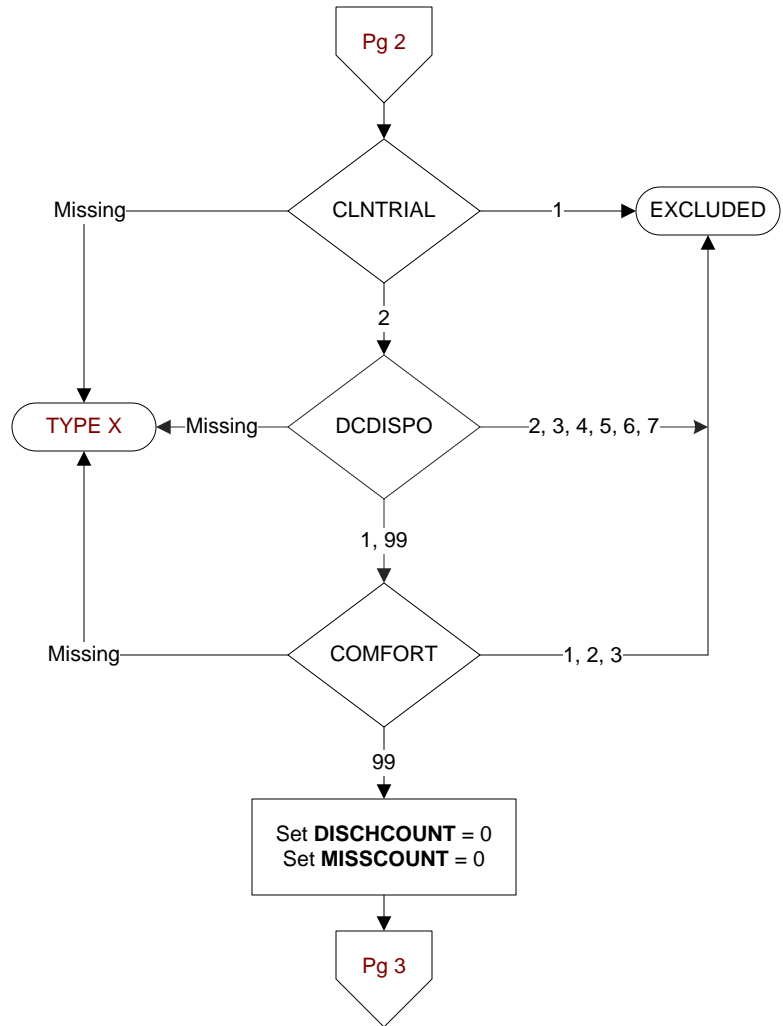 Pg 2
CLNTRIAL
Missing
1
EXCLUDED
2
DCDISPO
TYPE X
Missing
2, 3, 4, 5, 6, 7
1, 99
COMFORT
Missing
1, 2, 3
99
Set DISCHCOUNT = 0
Set MISSCOUNT = 0
Pg 3